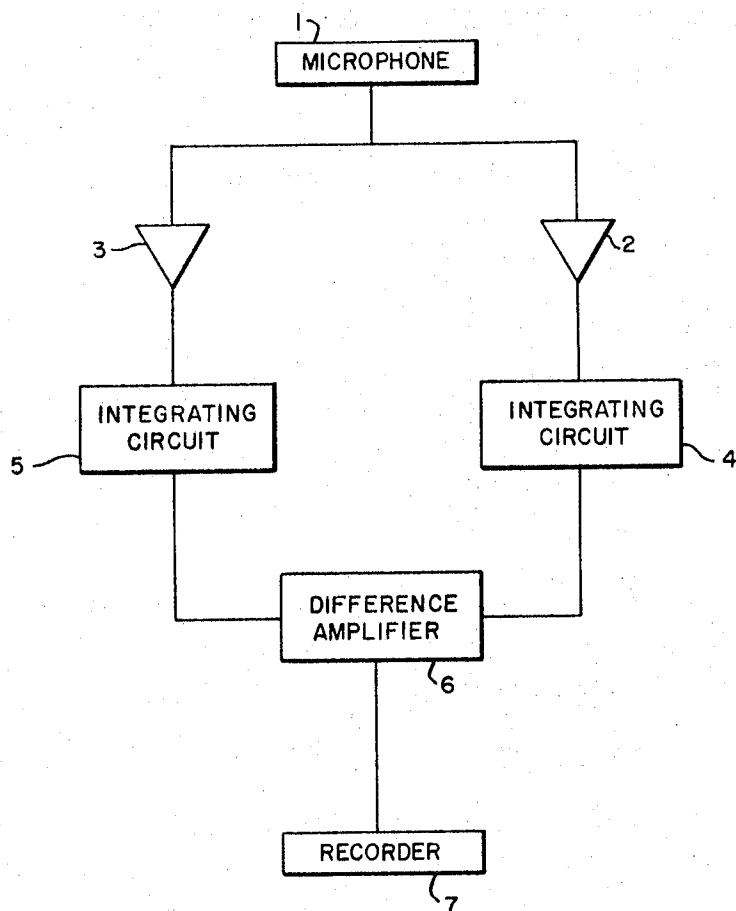 1
MICROPHONE
3
2
INTEGRATING
CIRCUIT
5
INTEGRATING
CIRCUIT
4
DIFFERENCE
AMPLIFIER
6
RECORDER
7